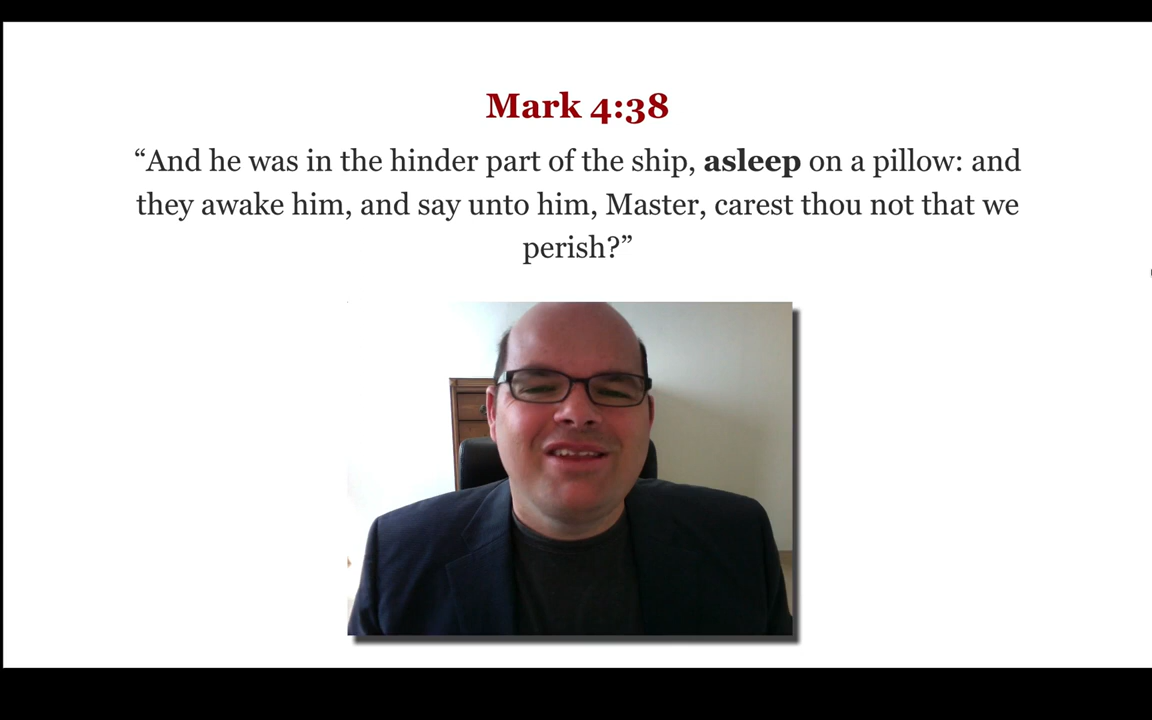 Mark 4:38
“And he was in the hinder part of the ship, asleep on a pillow: and
they awake him, and say unto him, Master, carest thou not that we
perish?”